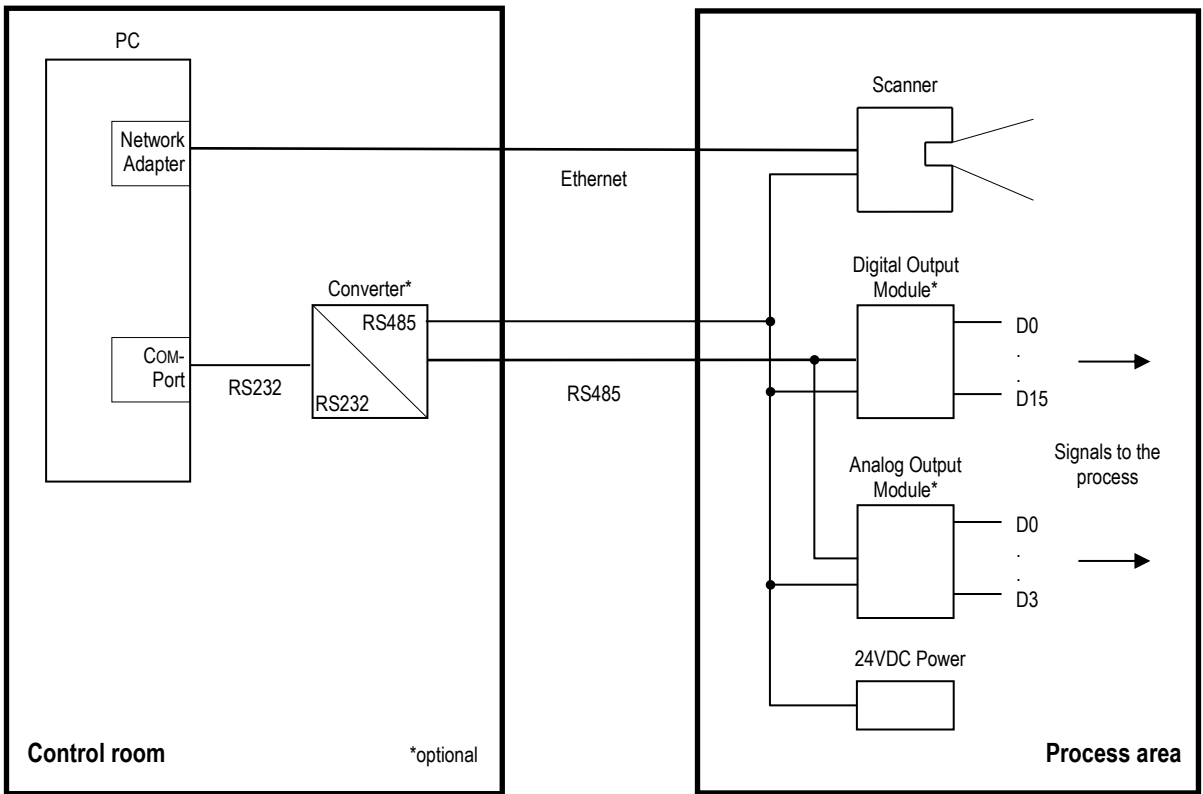 PC
Network
Adapter
Ethernet
Scanner
Converter*
RS485
RS232
COM-
Port
RS232
RS485
Digital Output
Module*
D0
.
.
D15
Signals to the
process
Analog Output
Module*
D0
.
.
D3
24VDC Power
Control room
*optional
Process area